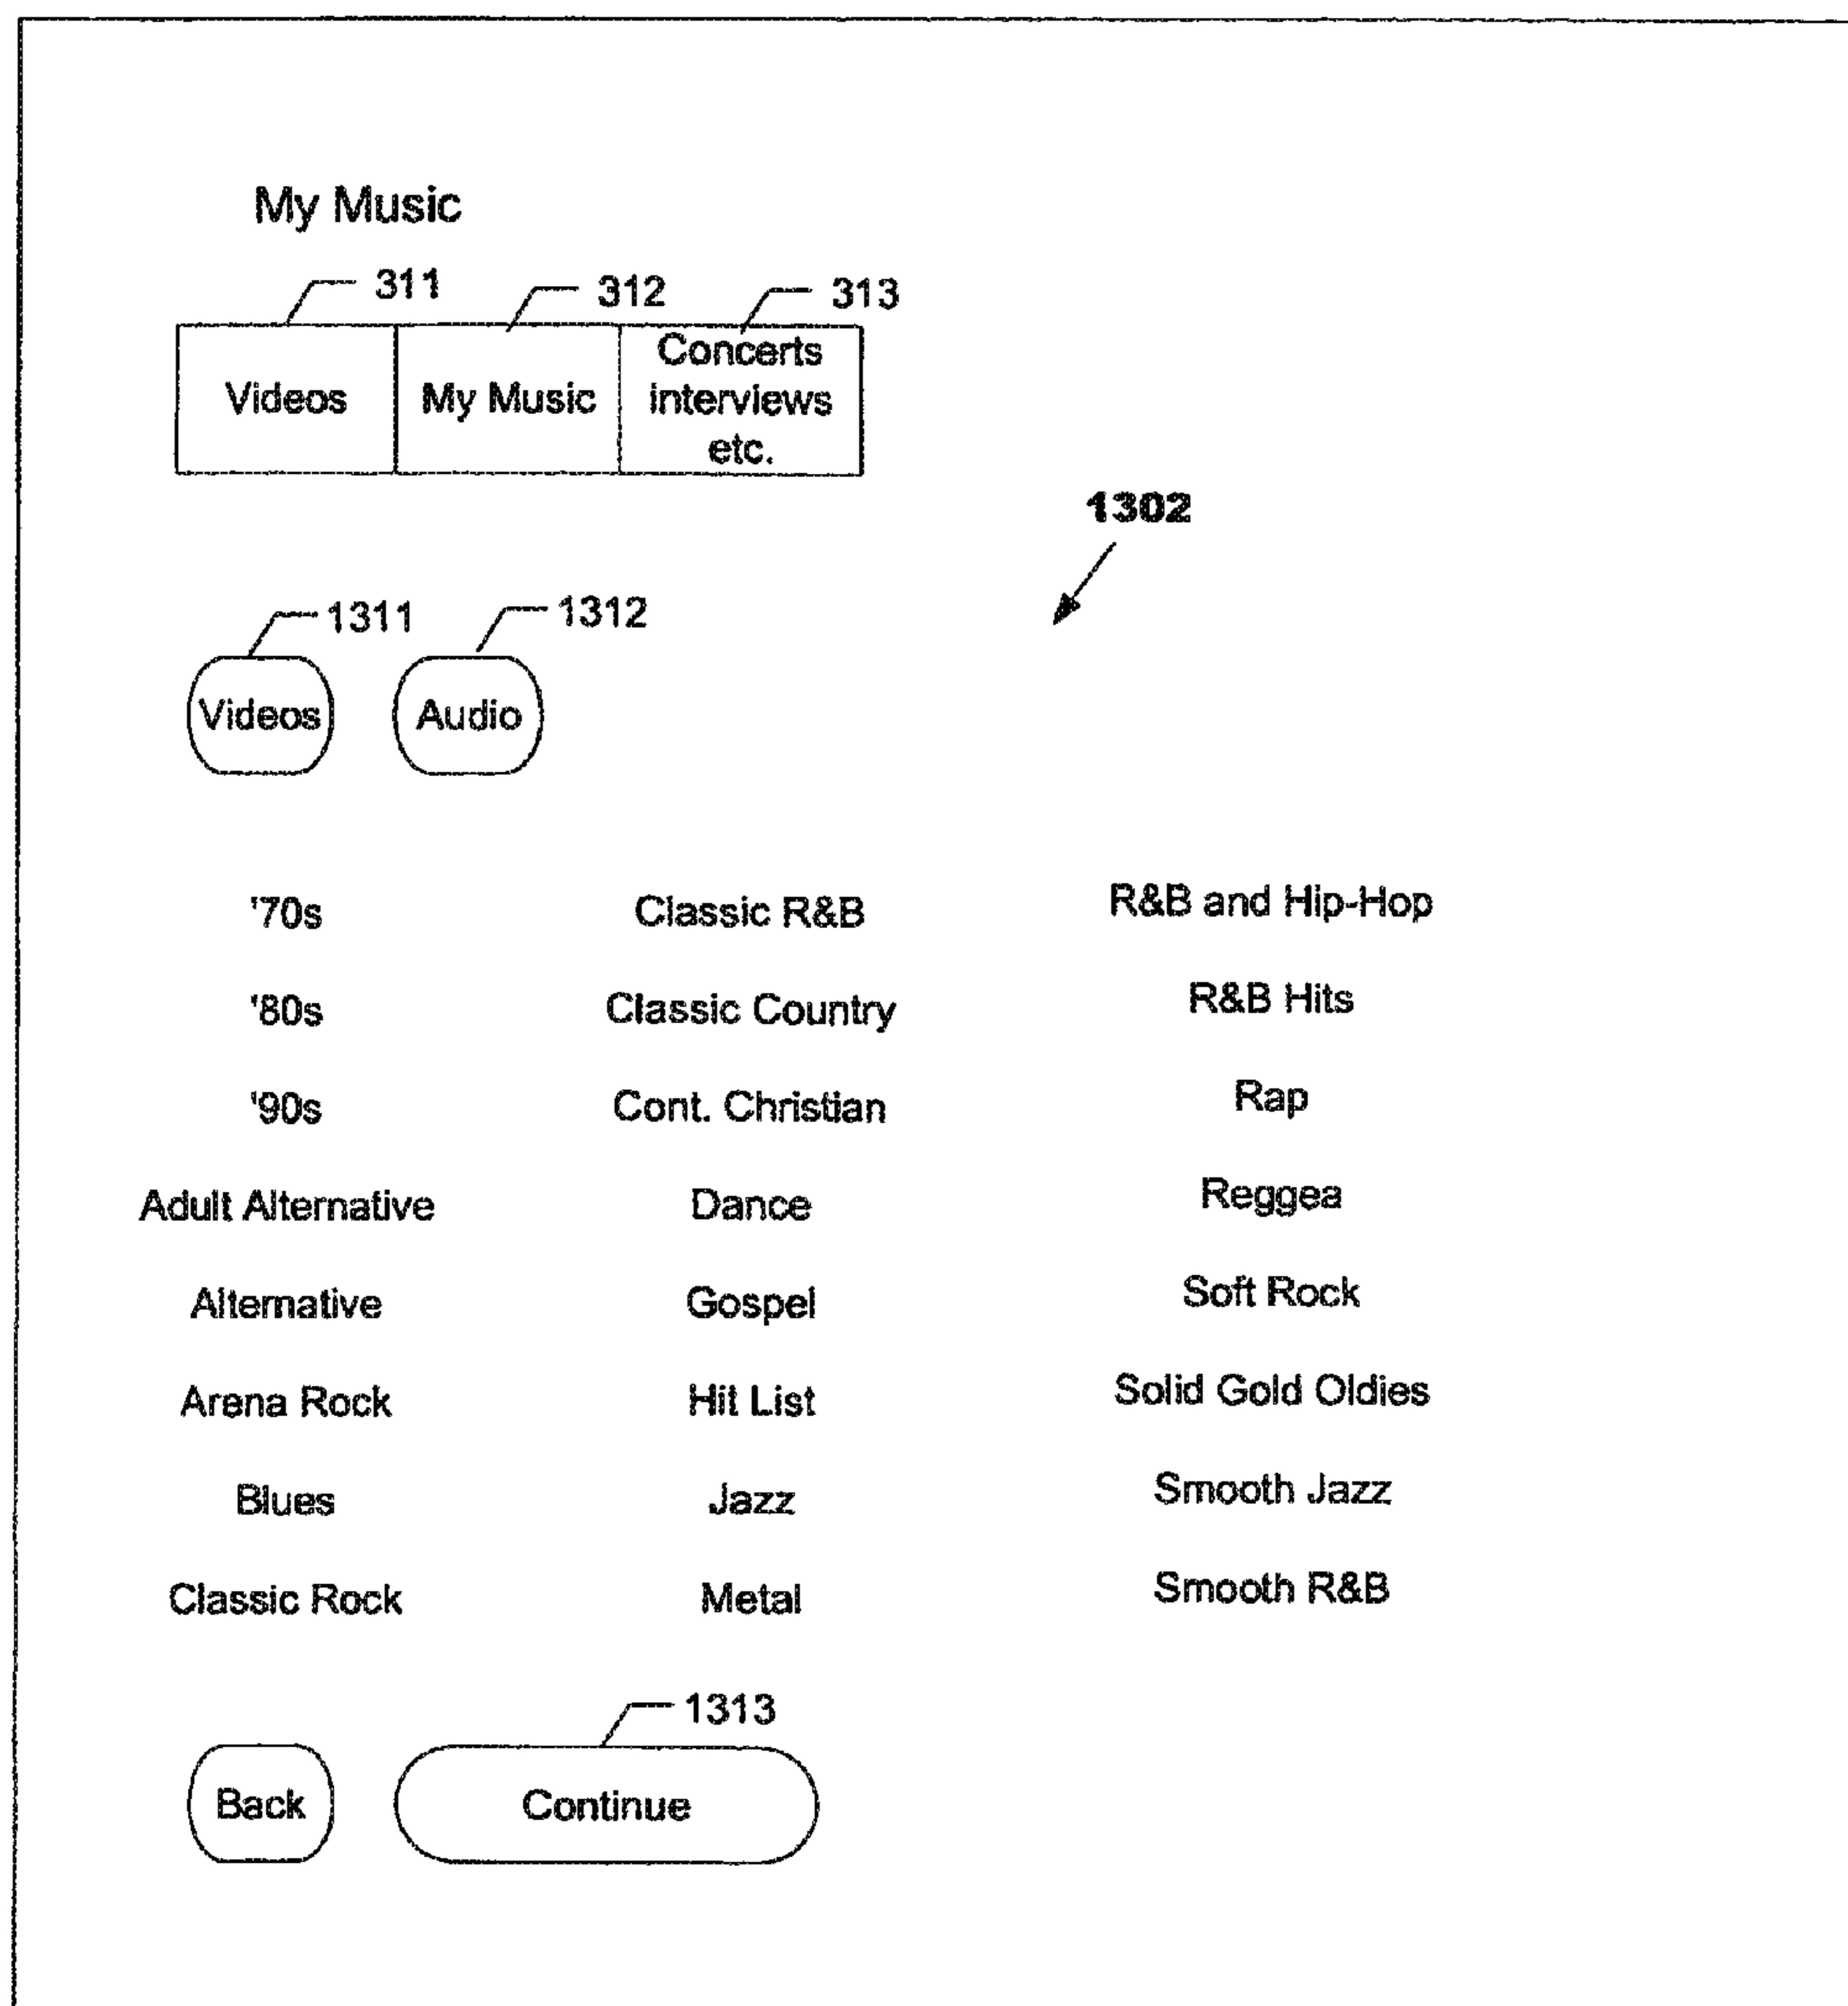 My Music
311 312 313
Videos My Music Concerts interviews etc.
1302
1311 1312
Videos Audio
'70s Classic R&B R&B and Hip-Hop
'80s Classic Country R&B Hits
'90s Cont. Christian Rap
Adult Alternative Dance Reggea
Alternative Gospel Soft Rock
Arena Rock Hit List Solid Gold Oldies
Blues Jazz Smooth Jazz
Classic Rock Metal Smooth R&B
1313
Back Continue